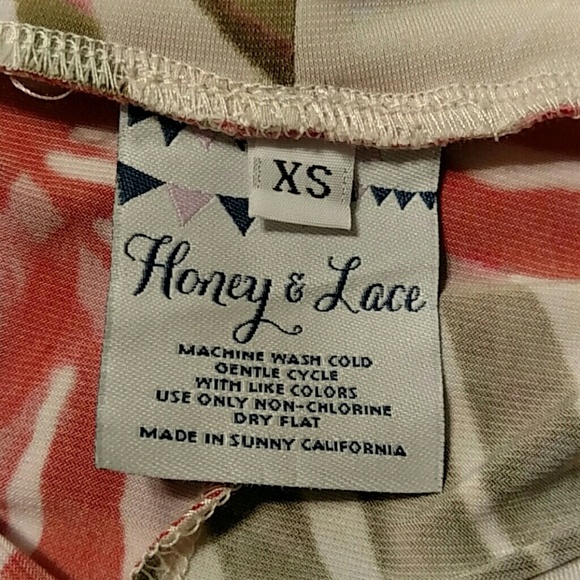 XS
Honey & Lace
MACHINE WASH COLD
GENTLE CYCLE
WITH LIKE COLORS
USE ONLY NON-CHLORINE
DRY FLAT
MADE IN SUNNY CALIFORNIA